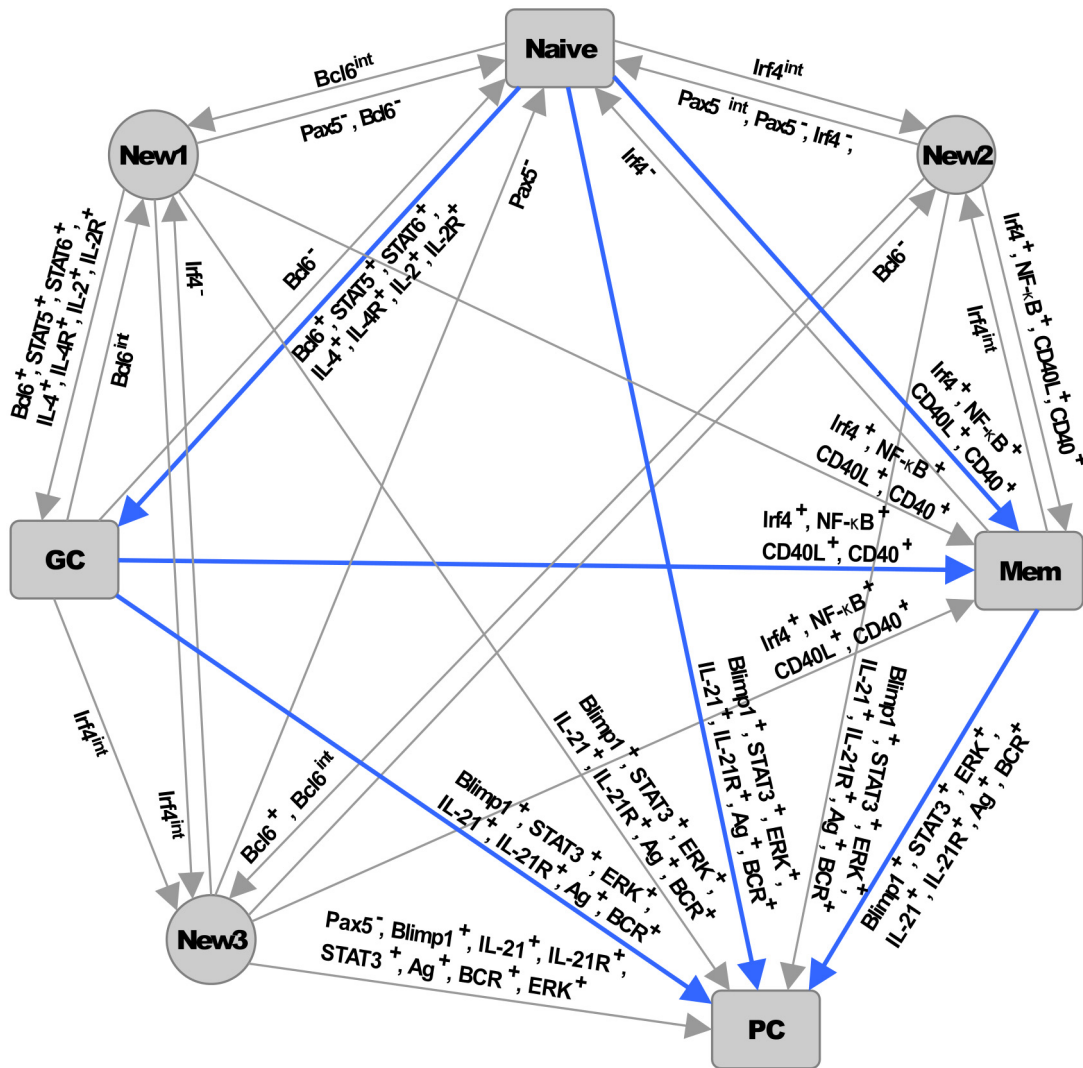 Naive
Bcl6int
Irf4int
Pax5-, Bcl6-
Pax5 int, Pax5-, Irf4-,
New1
New2
Irf4-
Pax5-
Bcl6+, STAT5+, STAT6+,
IL-4+, IL-4R+, IL-2+, IL-2R+
Bcl6int
Irf4-
Bcl6-
Bcl6+, STAT5+, STAT6+,
IL-4+, IL-4R+, IL-2+, IL-2R+
Bcl6-
Irf4+, NF-κB+, CD40L+, CD40+
Irf4int
Irf4+, NF-κB+
CD40L+, CD40+
Irf4+, NF-κB+
CD40L+, CD40+
GC
Irf4+, NF-κB+
CD40L+, CD40+
Mem
Irf4+, NF-κB+
CD40L+, CD40+
Irf4int
Irf4int
Bcl6+, Bcl6int
Blimp1+, STAT3+, ERK+,
IL-21+, IL-21R+, Ag+, BCR+
Blimp1+, STAT3+, ERK+,
IL-21+, IL-21R+, Ag+, BCR+
Blimp1+, STAT3+, ERK+,
IL-21+, IL-21R+, Ag+, BCR+
Blimp1+, STAT3+, ERK+,
IL-21+, IL-21R+, Ag+, BCR+
Blimp1+, STAT3+, ERK+,
IL-21+, IL-21R+, Ag+, BCR+
New3
Pax5-, Blimp1+, IL-21+, IL-21R+,
STAT3+, Ag+, BCR+, ERK+
PC